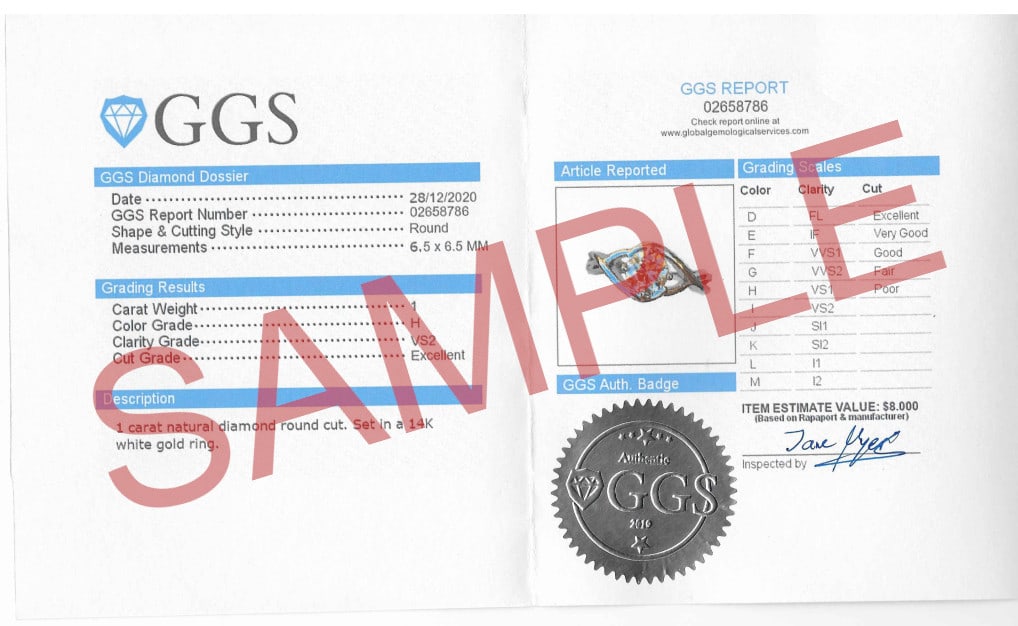 GGS
GGS Diamond Dossier
Date 28/12/2020
GGS Report Number 02658786
Shape & Cutting Style Round
Measurements 6.5 x 6.5 MM
Grading Results
Carat Weight 1
Color Grade H
Clarity Grade VS2
Cut Grade Excellent
Description
1 carat natural diamond round cut. Set in a 14K
white gold ring.
GGS REPORT
02658786
Check report online at
www.globalgemologicalservices.com
Article Reported
GGS Auth. Badge
Authentic
GGS
2019
Grading Scales
Color Clarity Cut
D FL Excellent
E IF Very Good
F VVS1 Good
G VVS2 Fair
H VS1 Poor
I VS2
J SI1
K SI2
L I1
M I2
ITEM ESTIMATE VALUE: $8.000
(Based on Rapaport & manufacturer)
Jane Myers
Inspected by
SAMPLE